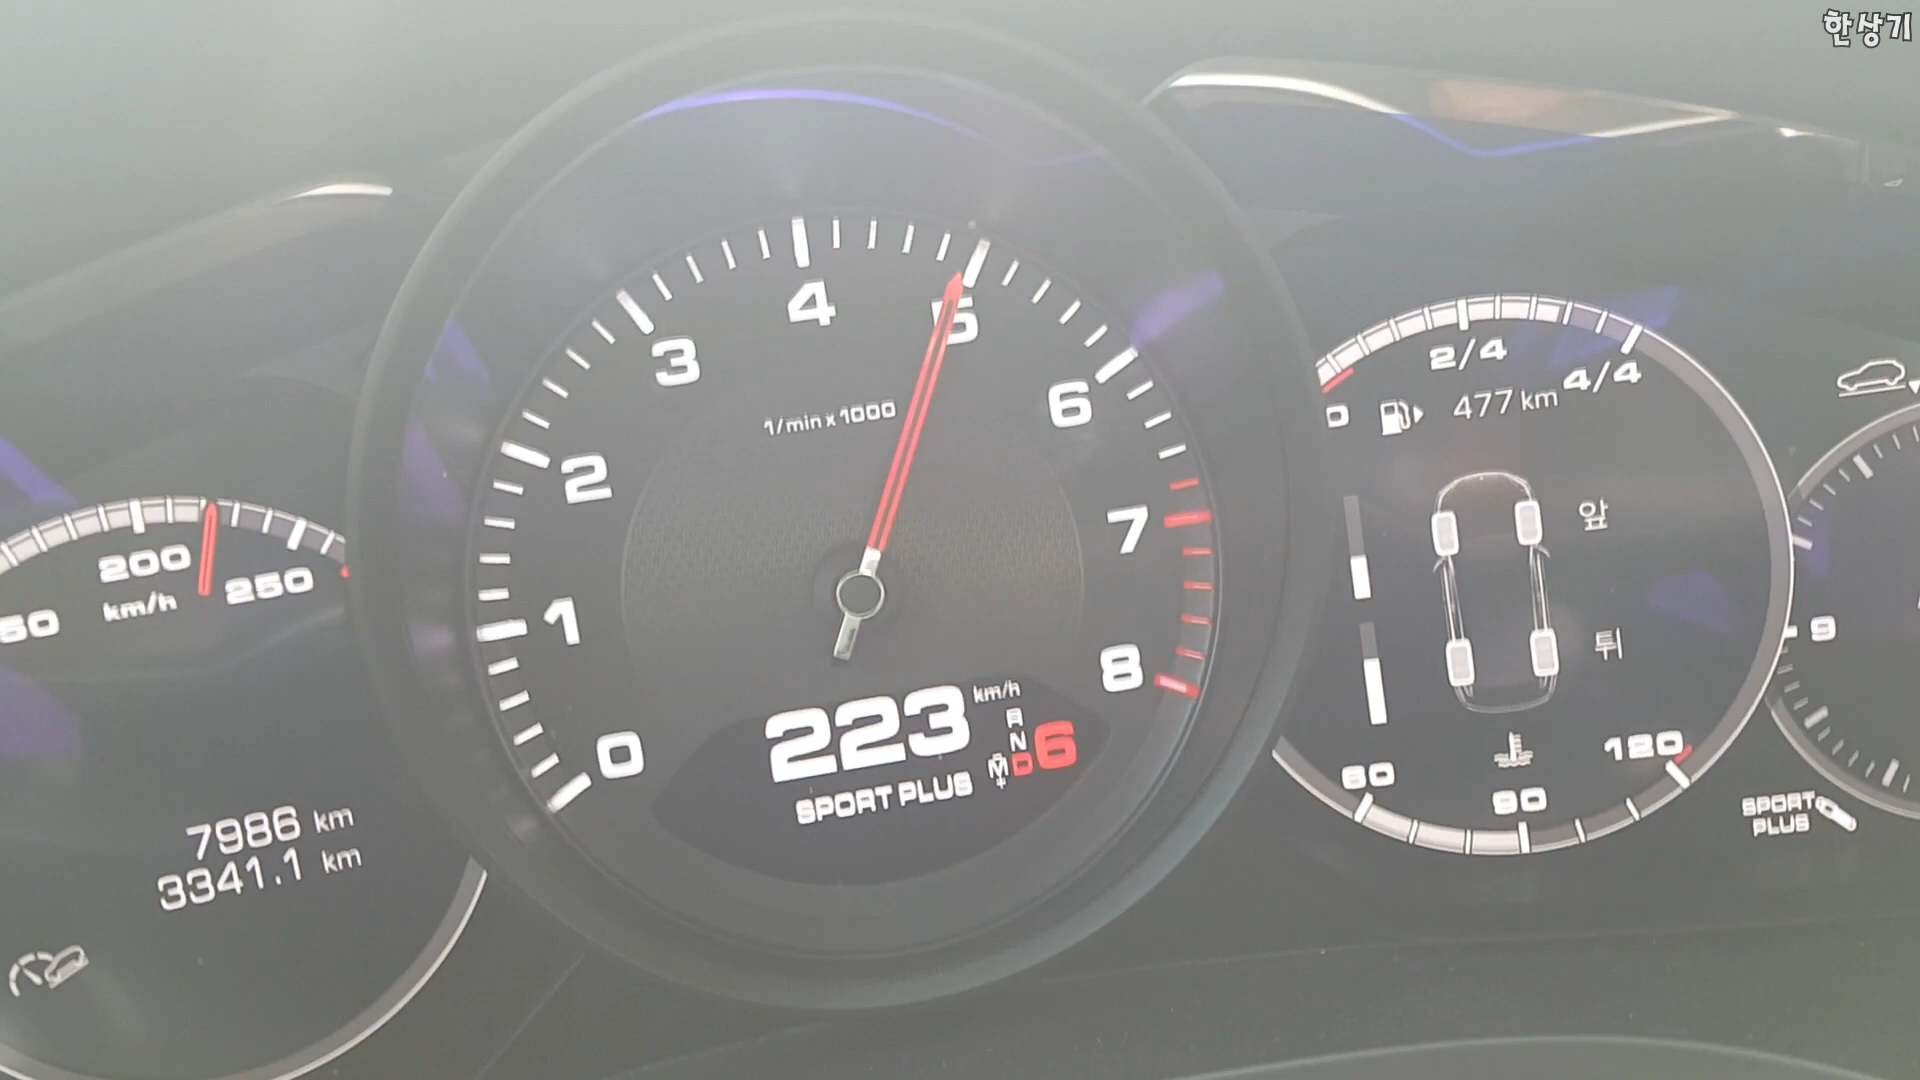 한상기
50
200
250
km/h
7986 km
3341.1 km
0
1
2
3
4
5
6
7
8
1/min x 1000
223 km/h
R
N
M D 6
SPORT PLUS
0
2/4
4/4
477 km
앞
뒤
60
90
120
9
SPORT
PLUS